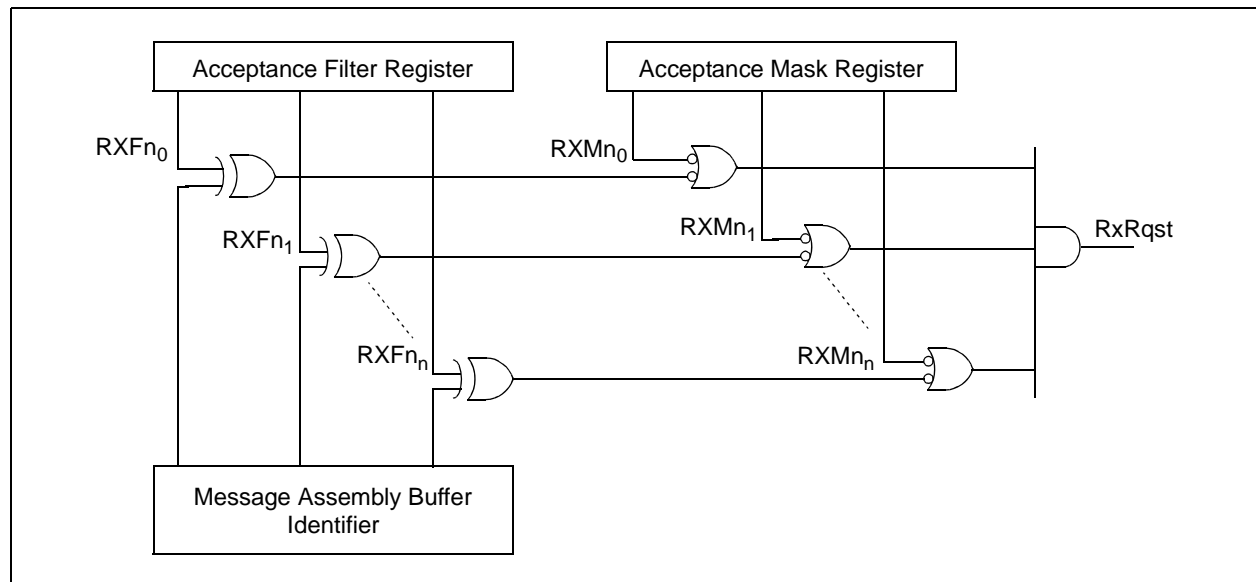 Acceptance Filter Register
Acceptance Mask Register
RXFn₀
RXMn₀
RXFn₁
RXMn₁
RxRqst
RXFnₙ
RXMnₙ
Message Assembly Buffer
Identifier